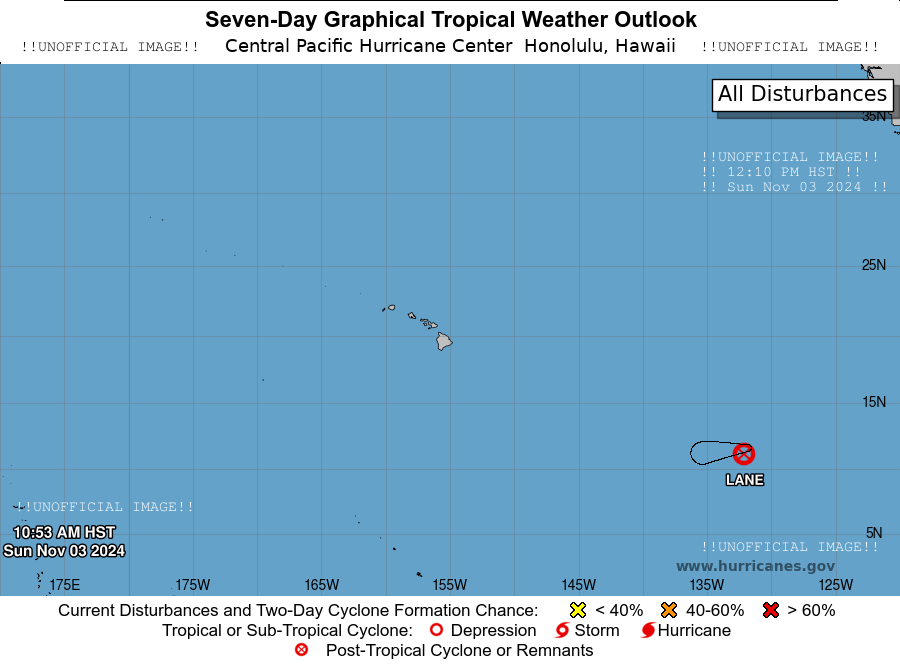 Seven-Day Graphical Tropical Weather Outlook
!!UNOFFICIAL IMAGE!! Central Pacific Hurricane Center Honolulu, Hawaii !!UNOFFICIAL IMAGE!!
All Disturbances
35N
!!UNOFFICIAL IMAGE!!
!! 12:10 PM HST !!
!! Sun Nov 03 2024 !!
25N
15N
LANE
!!UNOFFICIAL IMAGE!!
10:53 AM HST
Sun Nov 03 2024
5N
!!UNOFFICIAL IMAGE!!
www.hurricanes.gov
175E 175W 165W 155W 145W 135W 125W
Current Disturbances and Two-Day Cyclone Formation Chance: < 40% 40-60% > 60%
Tropical or Sub-Tropical Cyclone: Depression Storm Hurricane
Post-Tropical Cyclone or Remnants